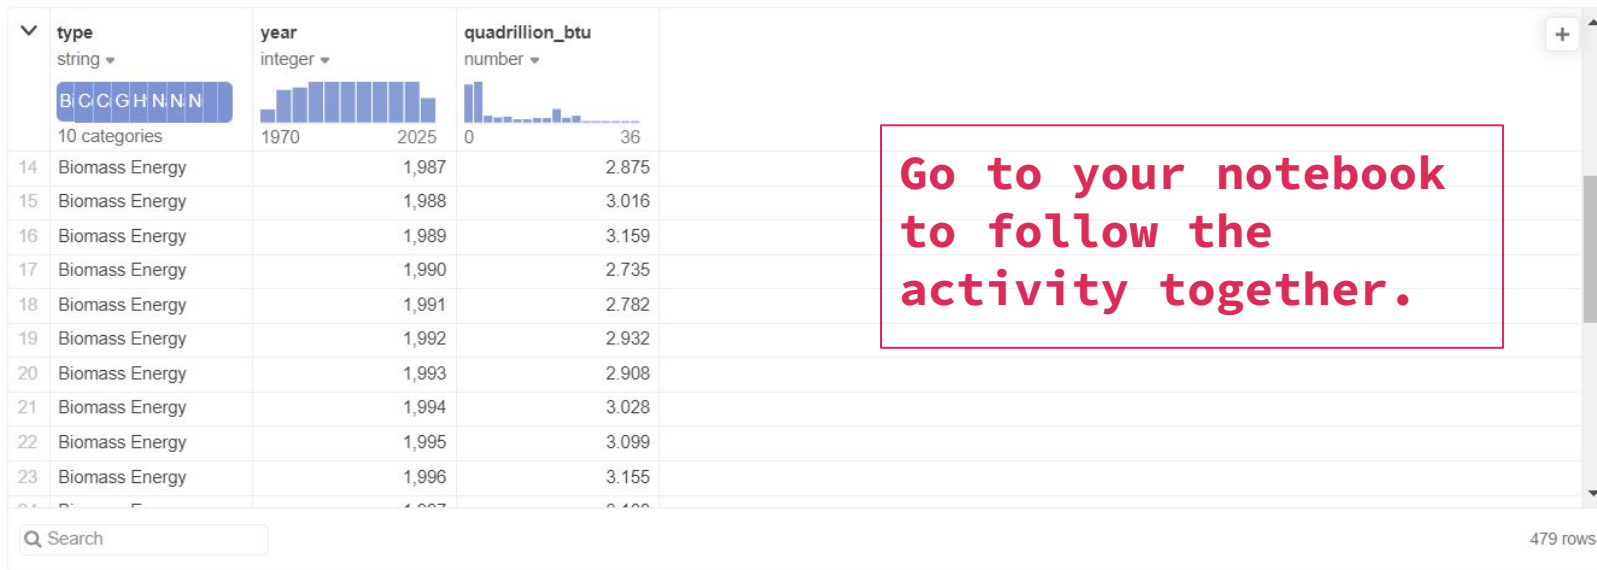 type year quadrillion_btu
string integer number
Bi C C G H N N N
10 categories 1970 2025 0 36
14 Biomass Energy 1,987 2.875
15 Biomass Energy 1,988 3.016
16 Biomass Energy 1,989 3.159
17 Biomass Energy 1,990 2.735
18 Biomass Energy 1,991 2.782
19 Biomass Energy 1,992 2.932
20 Biomass Energy 1,993 2.908
21 Biomass Energy 1,994 3.028
22 Biomass Energy 1,995 3.099
23 Biomass Energy 1,996 3.155
Go to your notebook
to follow the
activity together.
Search 479 rows